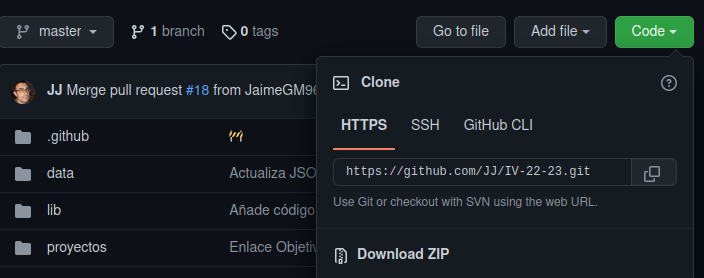 master 1 branch 0 tags Go to file Add file Code
JJ Merge pull request #18 from JaimeGM96
Clone
HTTPS SSH GitHub CLI
.github
https://github.com/JJ/IV-22-23.git
data Actualiza JSO
Use Git or checkout with SVN using the web URL.
lib Añade código
proyectos Enlace Objeti
Download ZIP